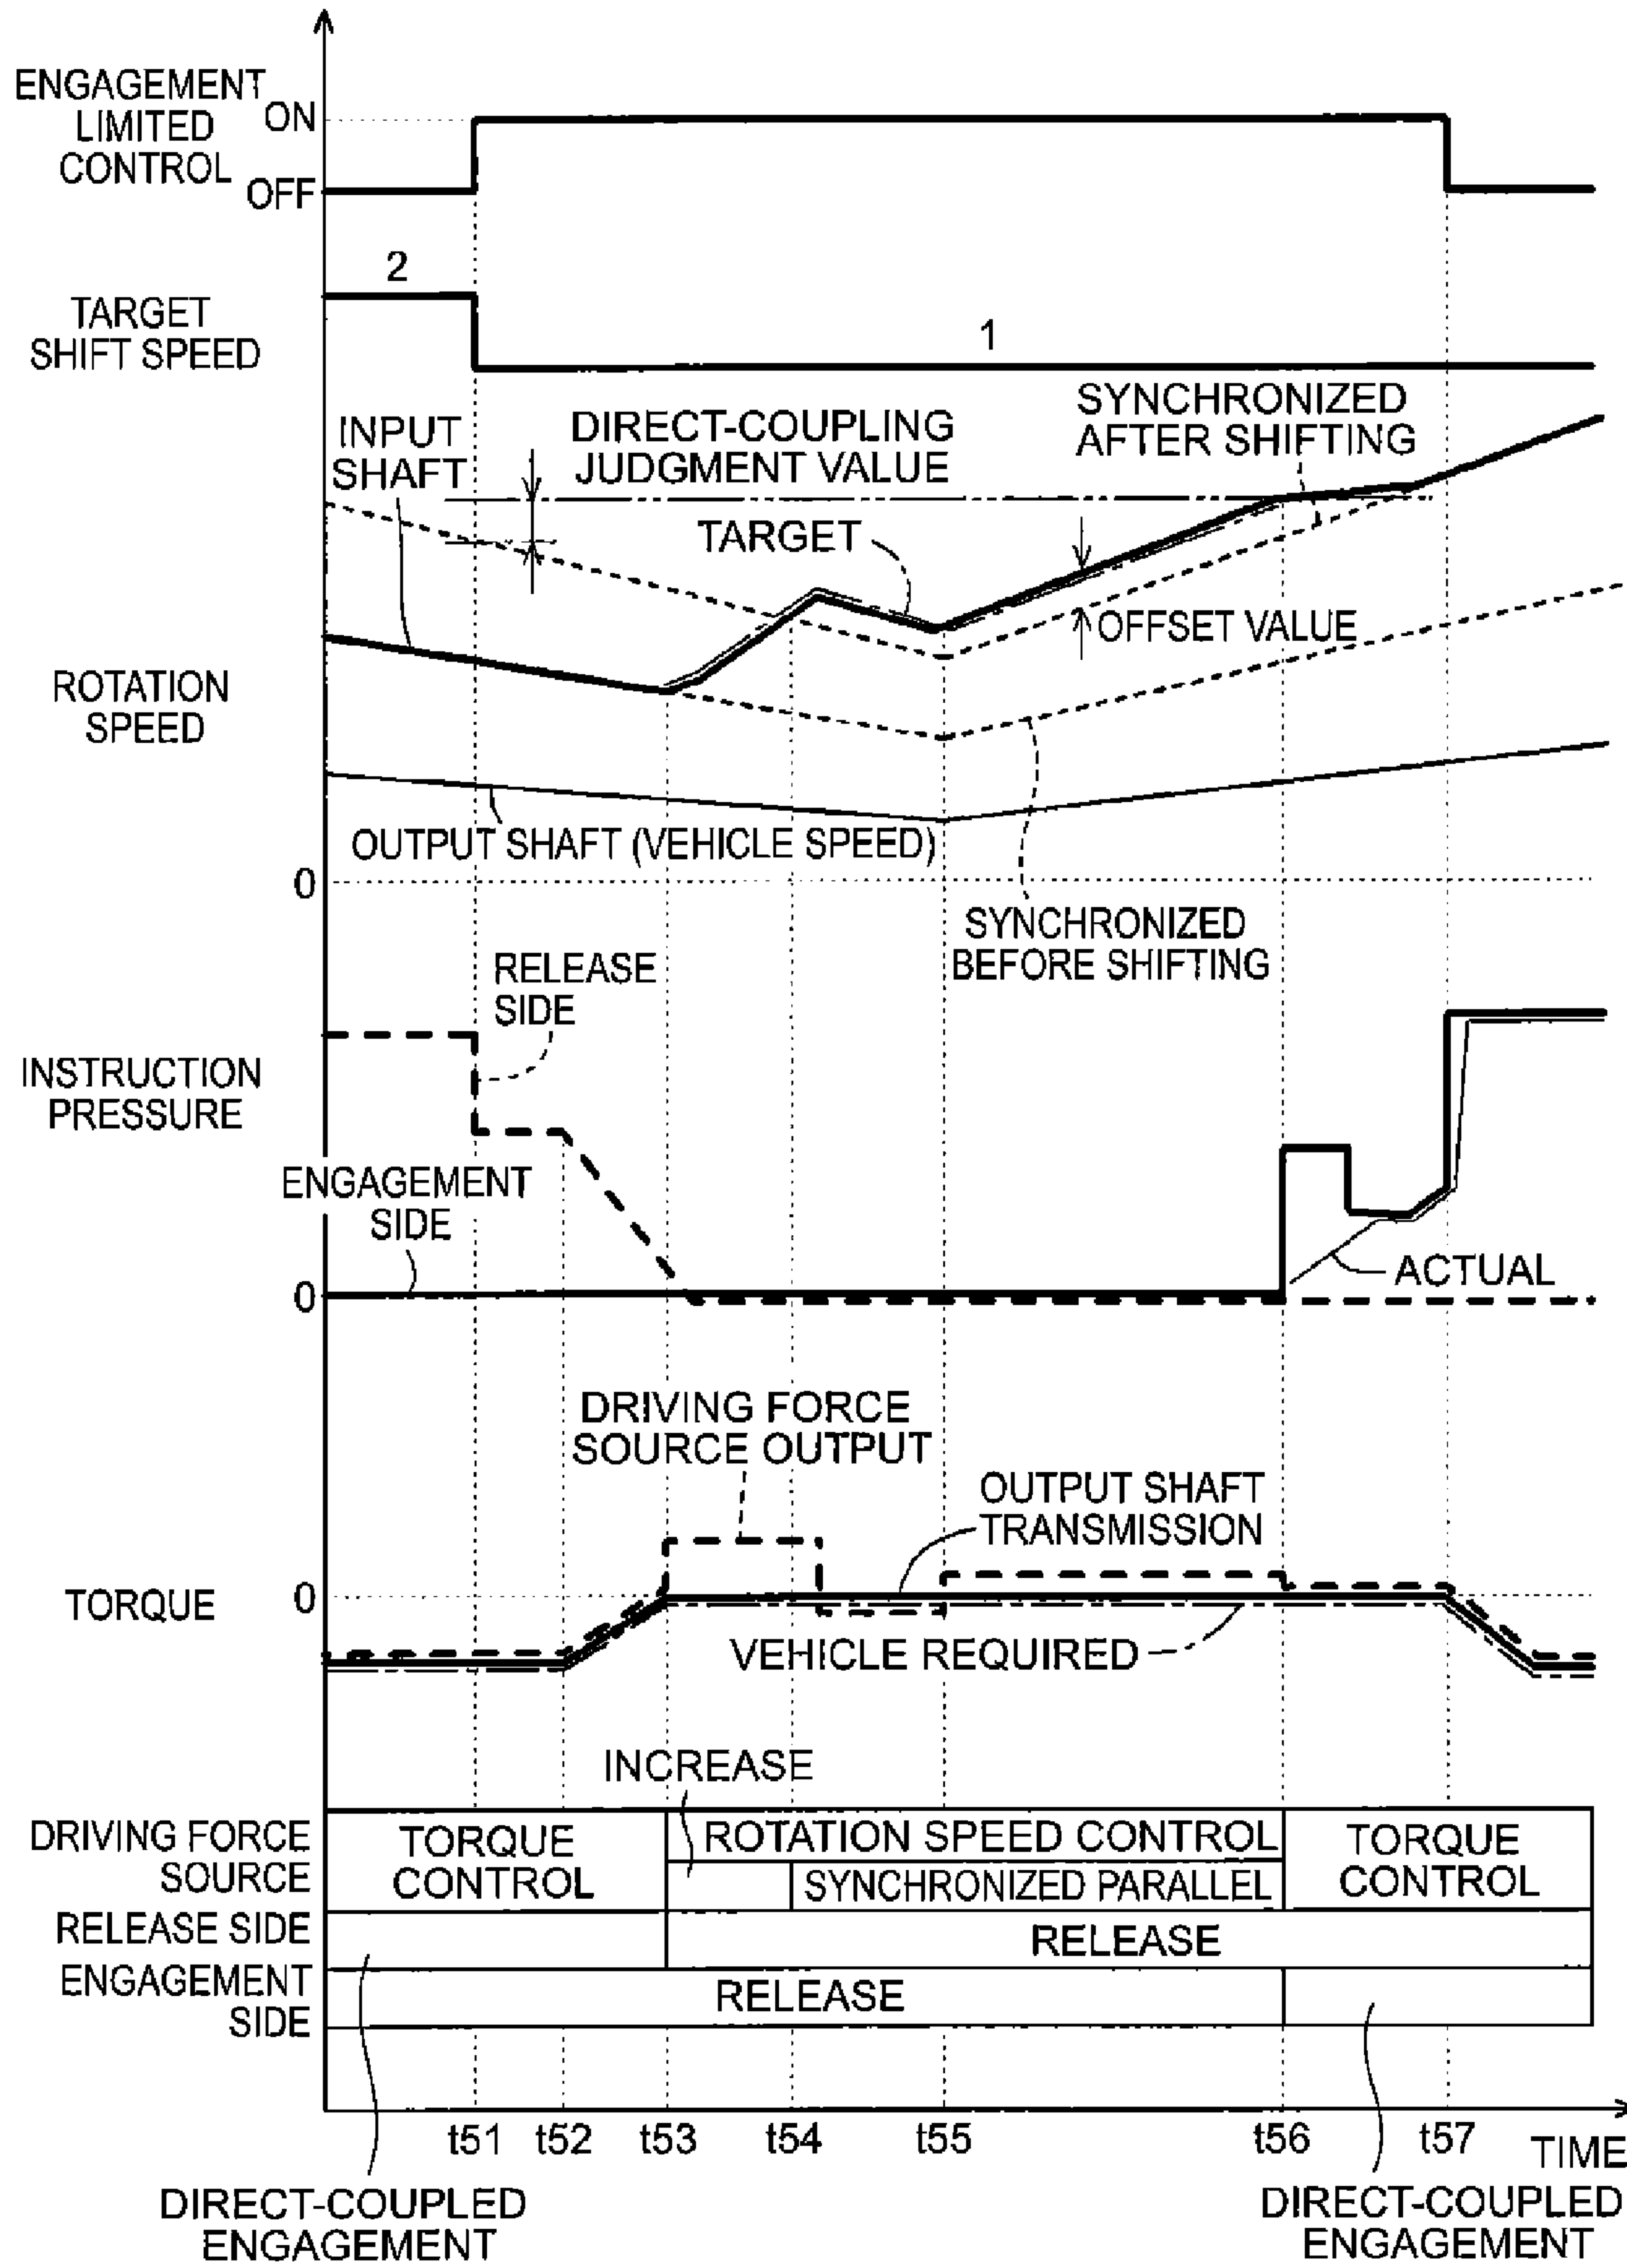 ENGAGEMENT
LIMITED
CONTROL
ON
OFF
2
TARGET
SHIFT SPEED
1
INPUT
SHAFT
DIRECT-COUPLING
JUDGMENT VALUE
SYNCHRONIZED
AFTER SHIFTING
TARGET
OFFSET VALUE
ROTATION
SPEED
OUTPUT SHAFT (VEHICLE SPEED)
0
SYNCHRONIZED
BEFORE SHIFTING
RELEASE
SIDE
INSTRUCTION
PRESSURE
ENGAGEMENT
SIDE
ACTUAL
0
DRIVING FORCE
SOURCE OUTPUT
OUTPUT SHAFT
TRANSMISSION
TORQUE
0
VEHICLE REQUIRED
INCREASE
DRIVING FORCE
SOURCE
TORQUE
CONTROL
ROTATION SPEED CONTROL
SYNCHRONIZED PARALLEL
TORQUE
CONTROL
RELEASE SIDE
RELEASE
ENGAGEMENT
SIDE
RELEASE
t51 t52 t53 t54 t55 t56 t57 TIME
DIRECT-COUPLED
ENGAGEMENT
DIRECT-COUPLED
ENGAGEMENT